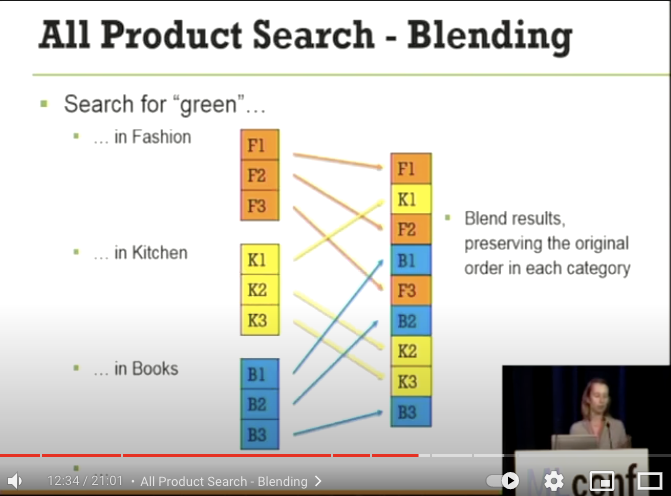 All Product Search - Blending
Search for “green”...
... in Fashion
F1
F2
F3
... in Kitchen
K1
K2
K3
... in Books
B1
B2
B3
F1
K1
F2
B1
F3
B2
K2
K3
B3
Blend results,
preserving the original
order in each category
conf
12:34 / 21:01 • All Product Search - Blending